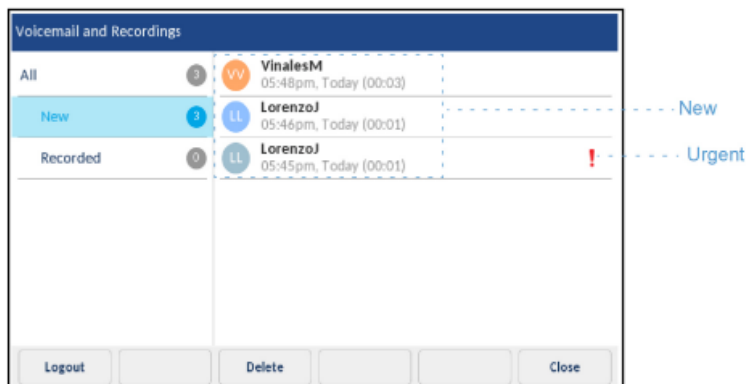 Voicemail and Recordings
All
3
New
3
Recorded
0
VV
VinalesM
05:48pm, Today (00:03)
LL
LorenzoJ
05:46pm, Today (00:01)
LL
LorenzoJ
05:45pm, Today (00:01)
!
New
Urgent
Logout
Delete
Close